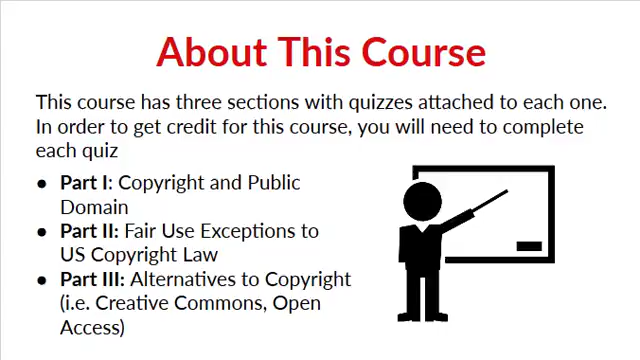 About This Course
This course has three sections with quizzes attached to each one.
In order to get credit for this course, you will need to complete
each quiz
● Part I: Copyright and Public
Domain
● Part II: Fair Use Exceptions to
US Copyright Law
● Part III: Alternatives to Copyright
(i.e. Creative Commons, Open
Access)